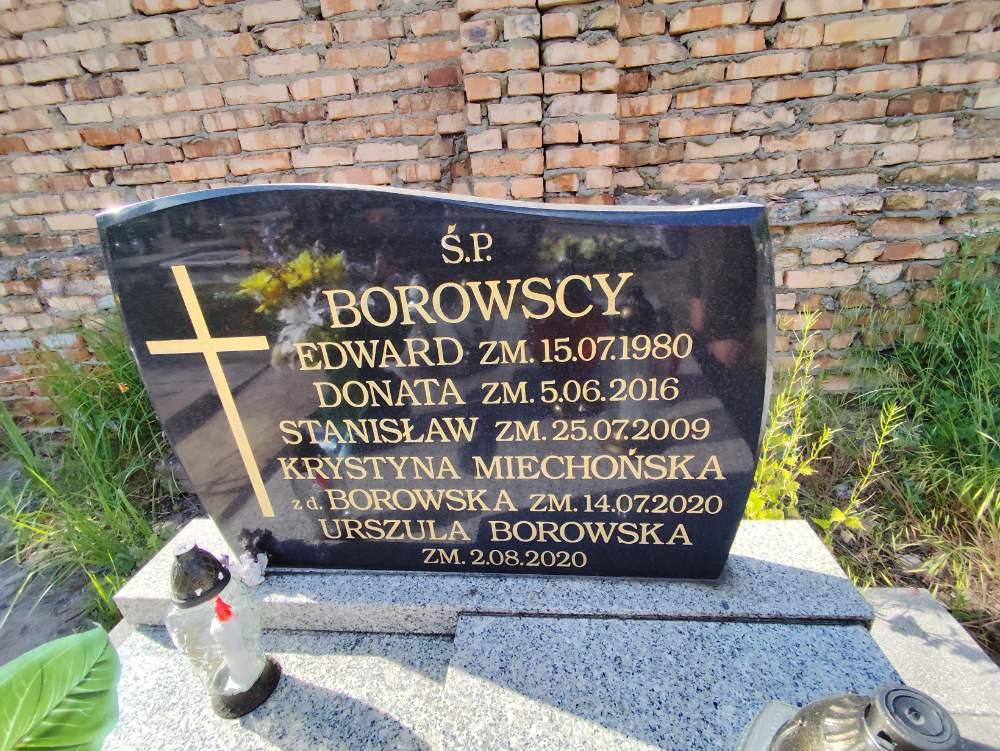 Ś.P.
BOROWSCY
EDWARD ZM. 15.07.1980
DONATA ZM. 5.06.2016
STANISŁAW ZM. 25.07.2009
KRYSTYNA MIECHOŃSKA
z d. BOROWSKA ZM. 14.07.2020
URSZULA BOROWSKA
ZM. 2.08.2020